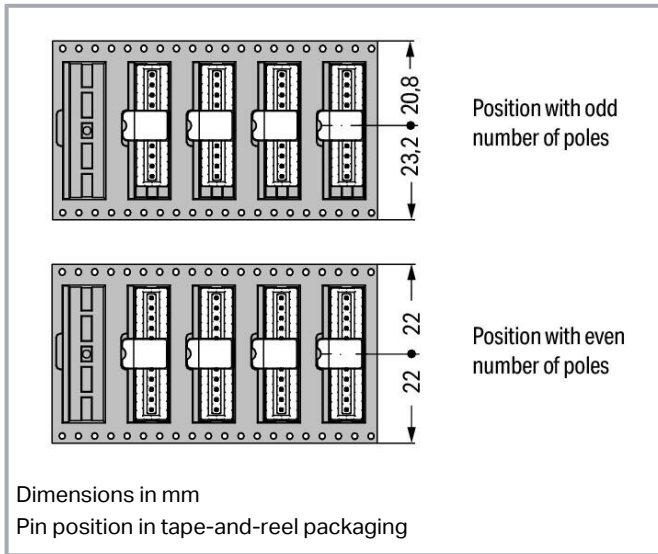 20,8
23,2
Position with odd
number of poles
22
22
Position with even
number of poles
Dimensions in mm
Pin position in tape-and-reel packaging